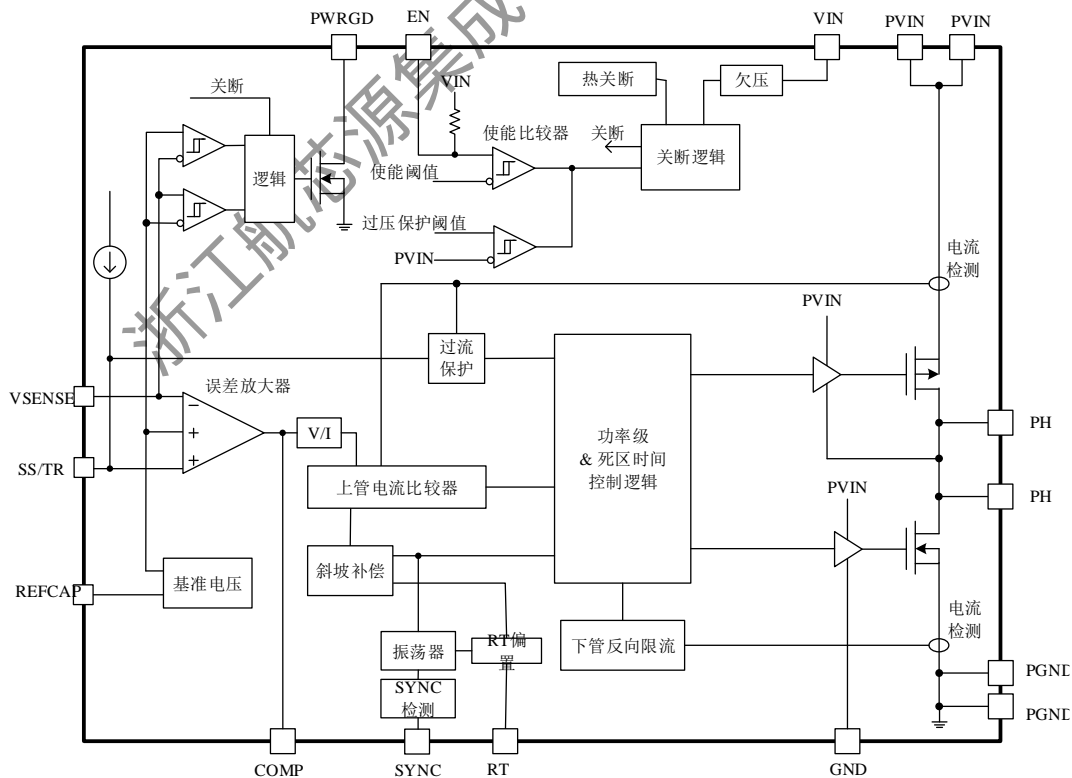 PWRGD
EN
VIN
PVIN
PVIN
关断
VIN
热关断
欠压
使能比较器
关断
关断逻辑
逻辑
使能阈值
过压保护阈值
PVIN
电流
检测
PVIN
过流
保护
误差放大器
VSENSE
V/I
功率级
& 死区时间
控制逻辑
PH
SS/TR
上管电流比较器
PVIN
PH
REFCAP
基准电压
斜坡补偿
电流
检测
振荡器
RT偏
置
下管反向限流
SYNC
检测
PGND
PGND
COMP
SYNC
RT
GND
浙江航芯源集成